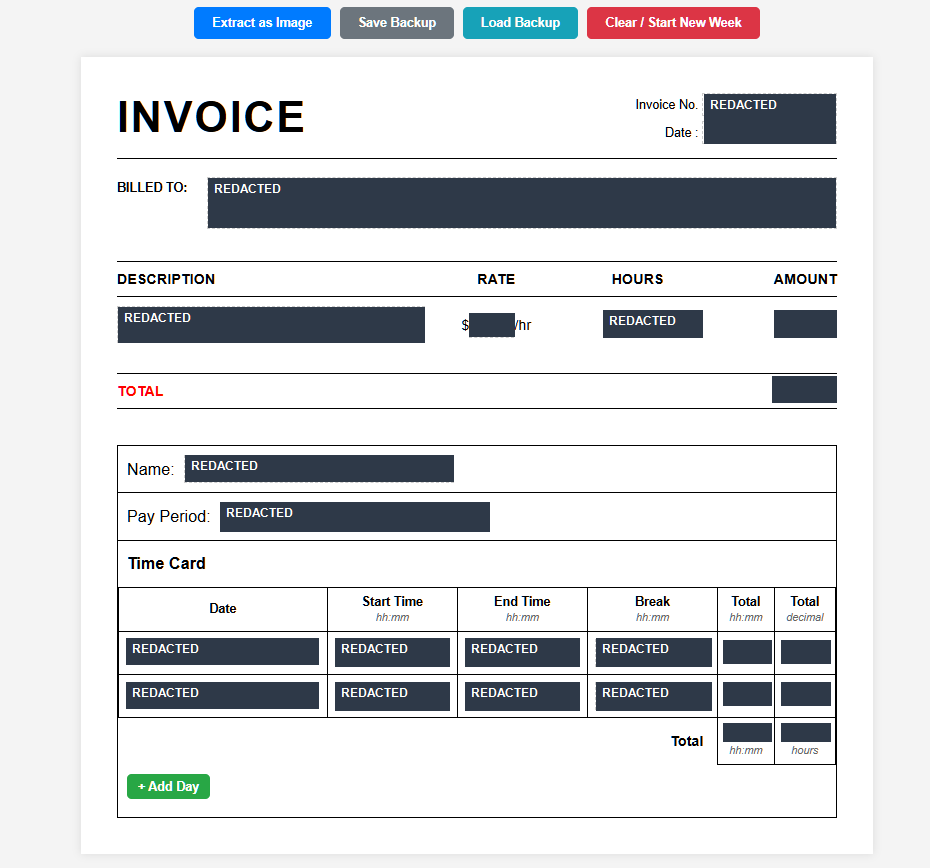 Extract as Image Save Backup Load Backup Clear / Start New Week
INVOICE
Invoice No. REDACTED
Date :
BILLED TO: REDACTED
DESCRIPTION RATE HOURS AMOUNT
REDACTED $ /hr REDACTED
TOTAL
Name: REDACTED
Pay Period: REDACTED
Time Card
Date Start Time End Time Break Total Total
hh:mm hh:mm hh:mm hh:mm decimal
REDACTED REDACTED REDACTED REDACTED
REDACTED REDACTED REDACTED REDACTED
Total hh:mm hours
+ Add Day